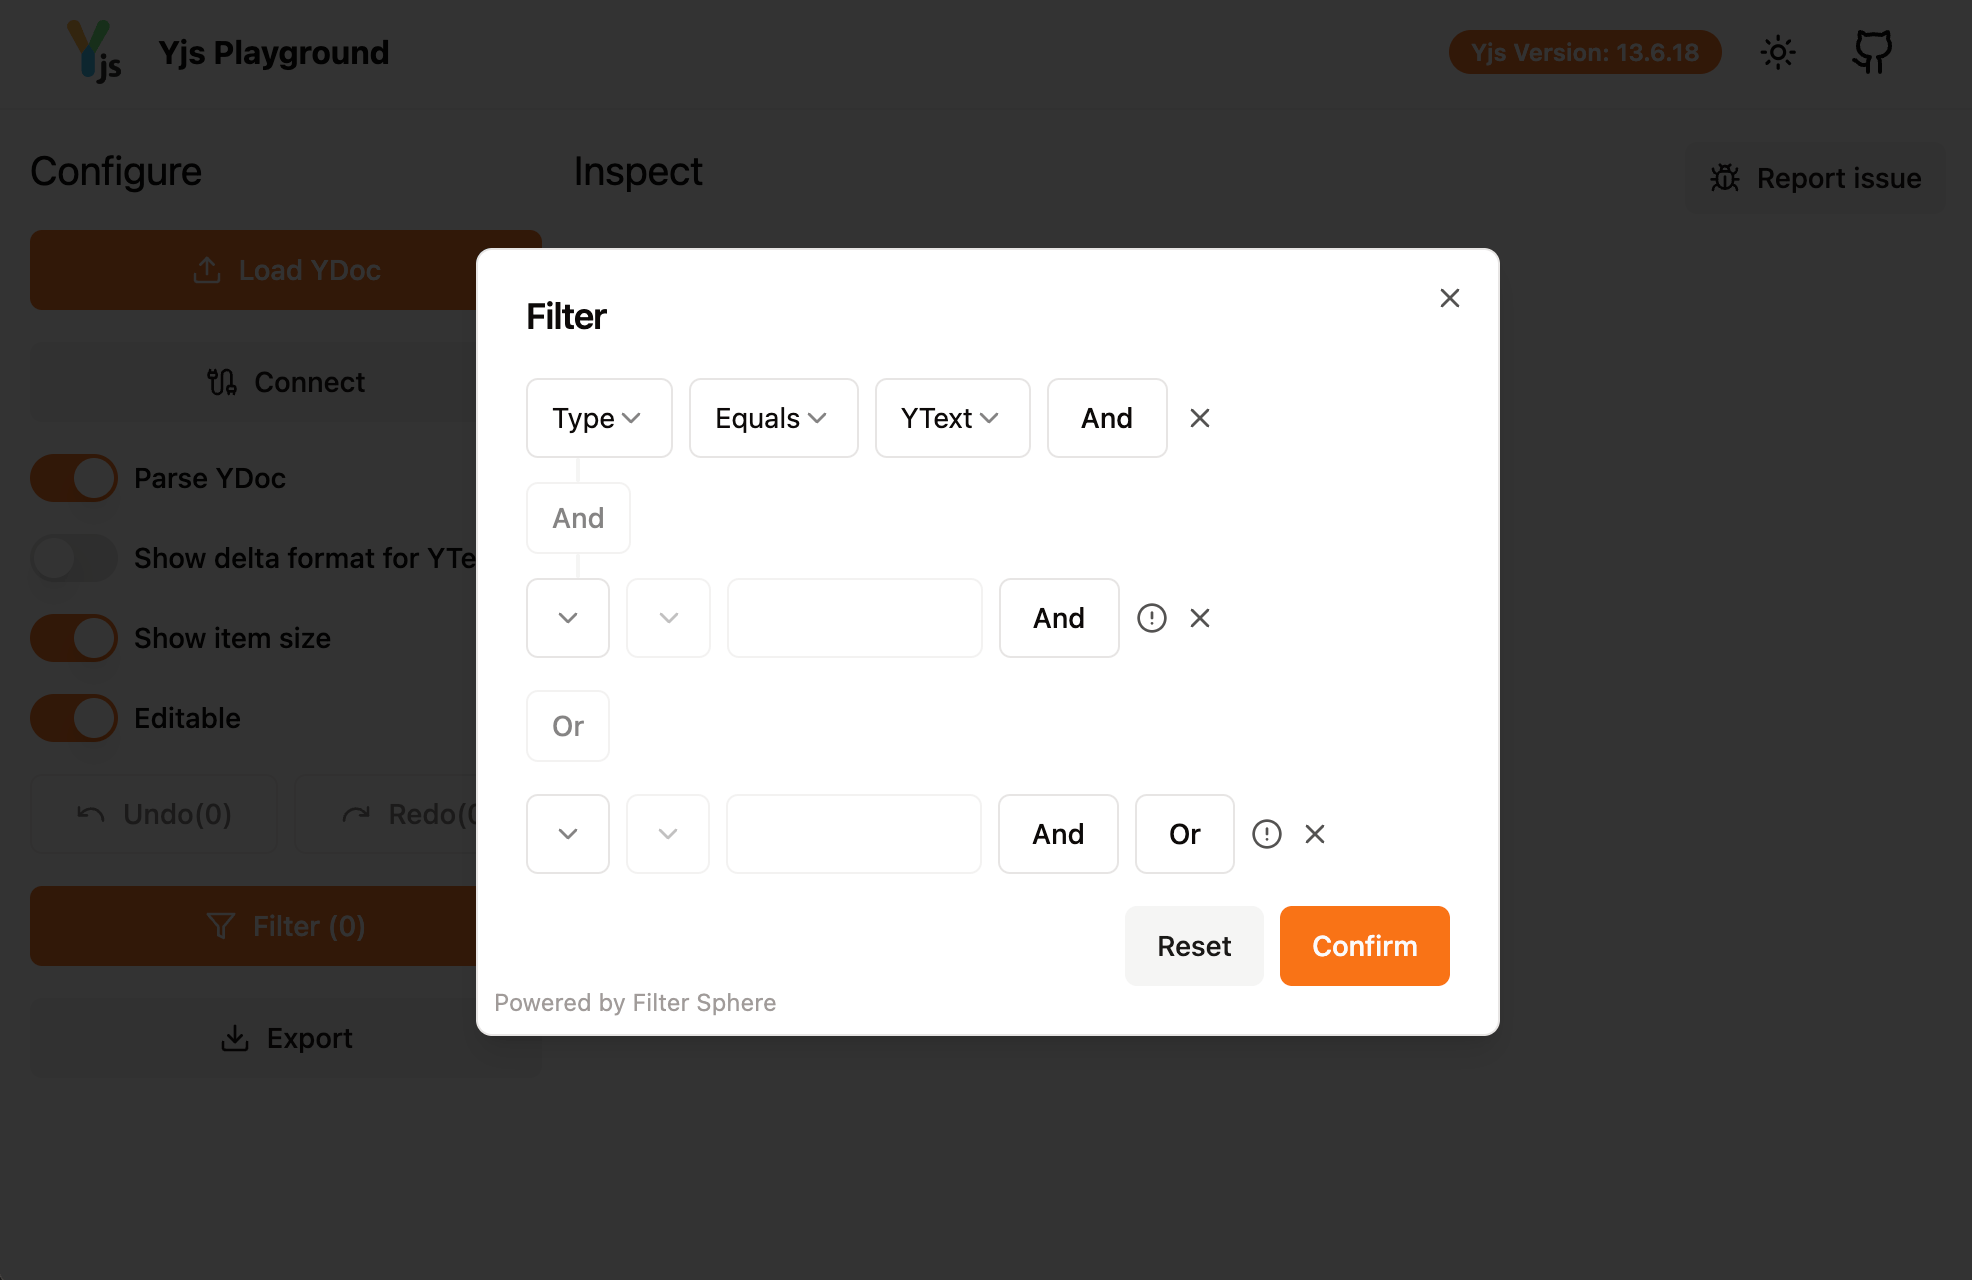 Yjs Yjs Playground
Yjs Version: 13.6.18
Configure
Inspect
Report issue
Load YDoc
Connect
Parse YDoc
Show delta format for YTe
Show item size
Editable
Undo(0) Redo(0
Filter (0)
Export
Filter
Type Equals YText And
And
And
Or
And Or
Reset Confirm
Powered by Filter Sphere